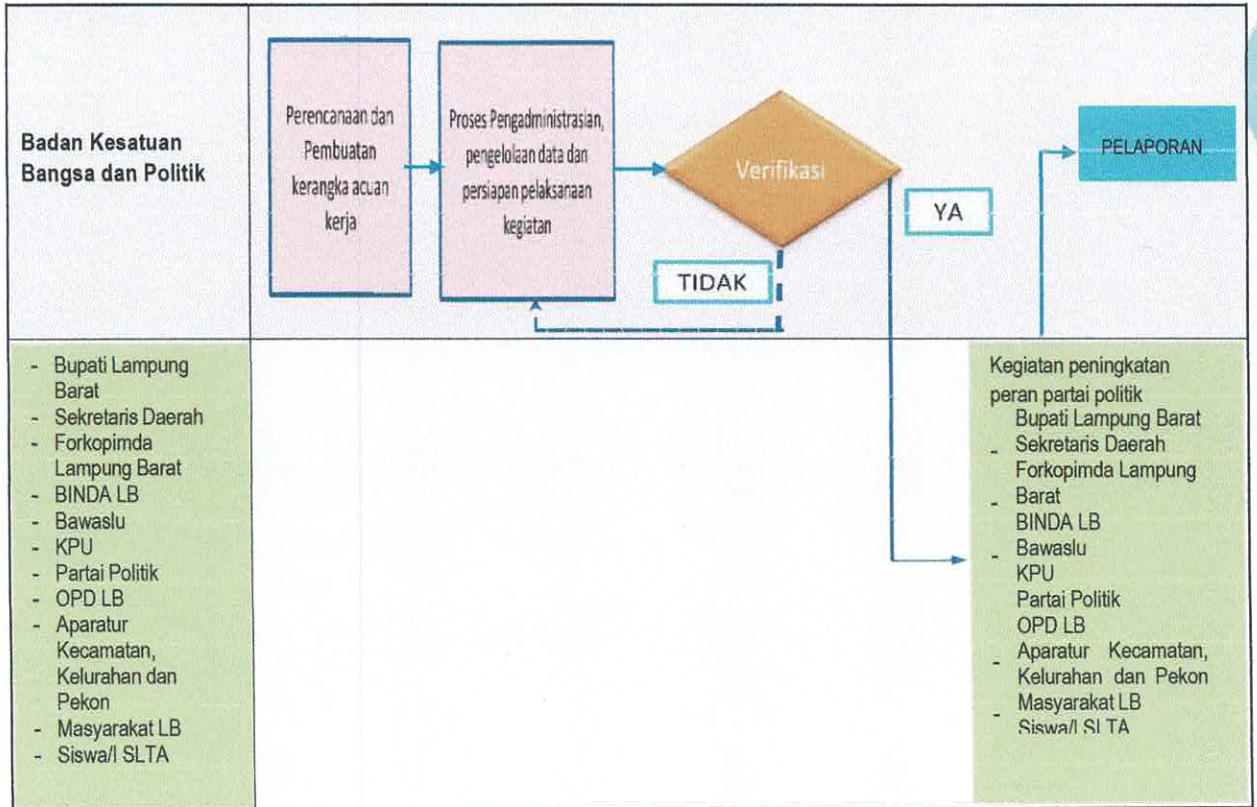 Badan Kesatuan
Bangsa dan Politik
Perencanaan dan
Pembuatan
kerangka acuan
kerja
Proses Pengadministrasian,
pengelolaan data dan
persiapan pelaksanaan
kegiatan
Verifikasi
YA
TIDAK
PELAPORAN
- Bupati Lampung
Barat
- Sekretaris Daerah
- Forkopimda
Lampung Barat
- BINDA LB
- Bawaslu
- KPU
- Partai Politik
- OPD LB
- Aparatur
Kecamatan,
Kelurahan dan
Pekon
- Masyarakat LB
- Siswa/I SLTA
Kegiatan peningkatan
peran partai politik
Bupati Lampung Barat
- Sekretaris Daerah
Forkopimda Lampung
- Barat
BINDA LB
- Bawaslu
KPU
Partai Politik
OPD LB
- Aparatur Kecamatan,
Kelurahan dan Pekon
- Masyarakat LB
- Siswa/I SLTA